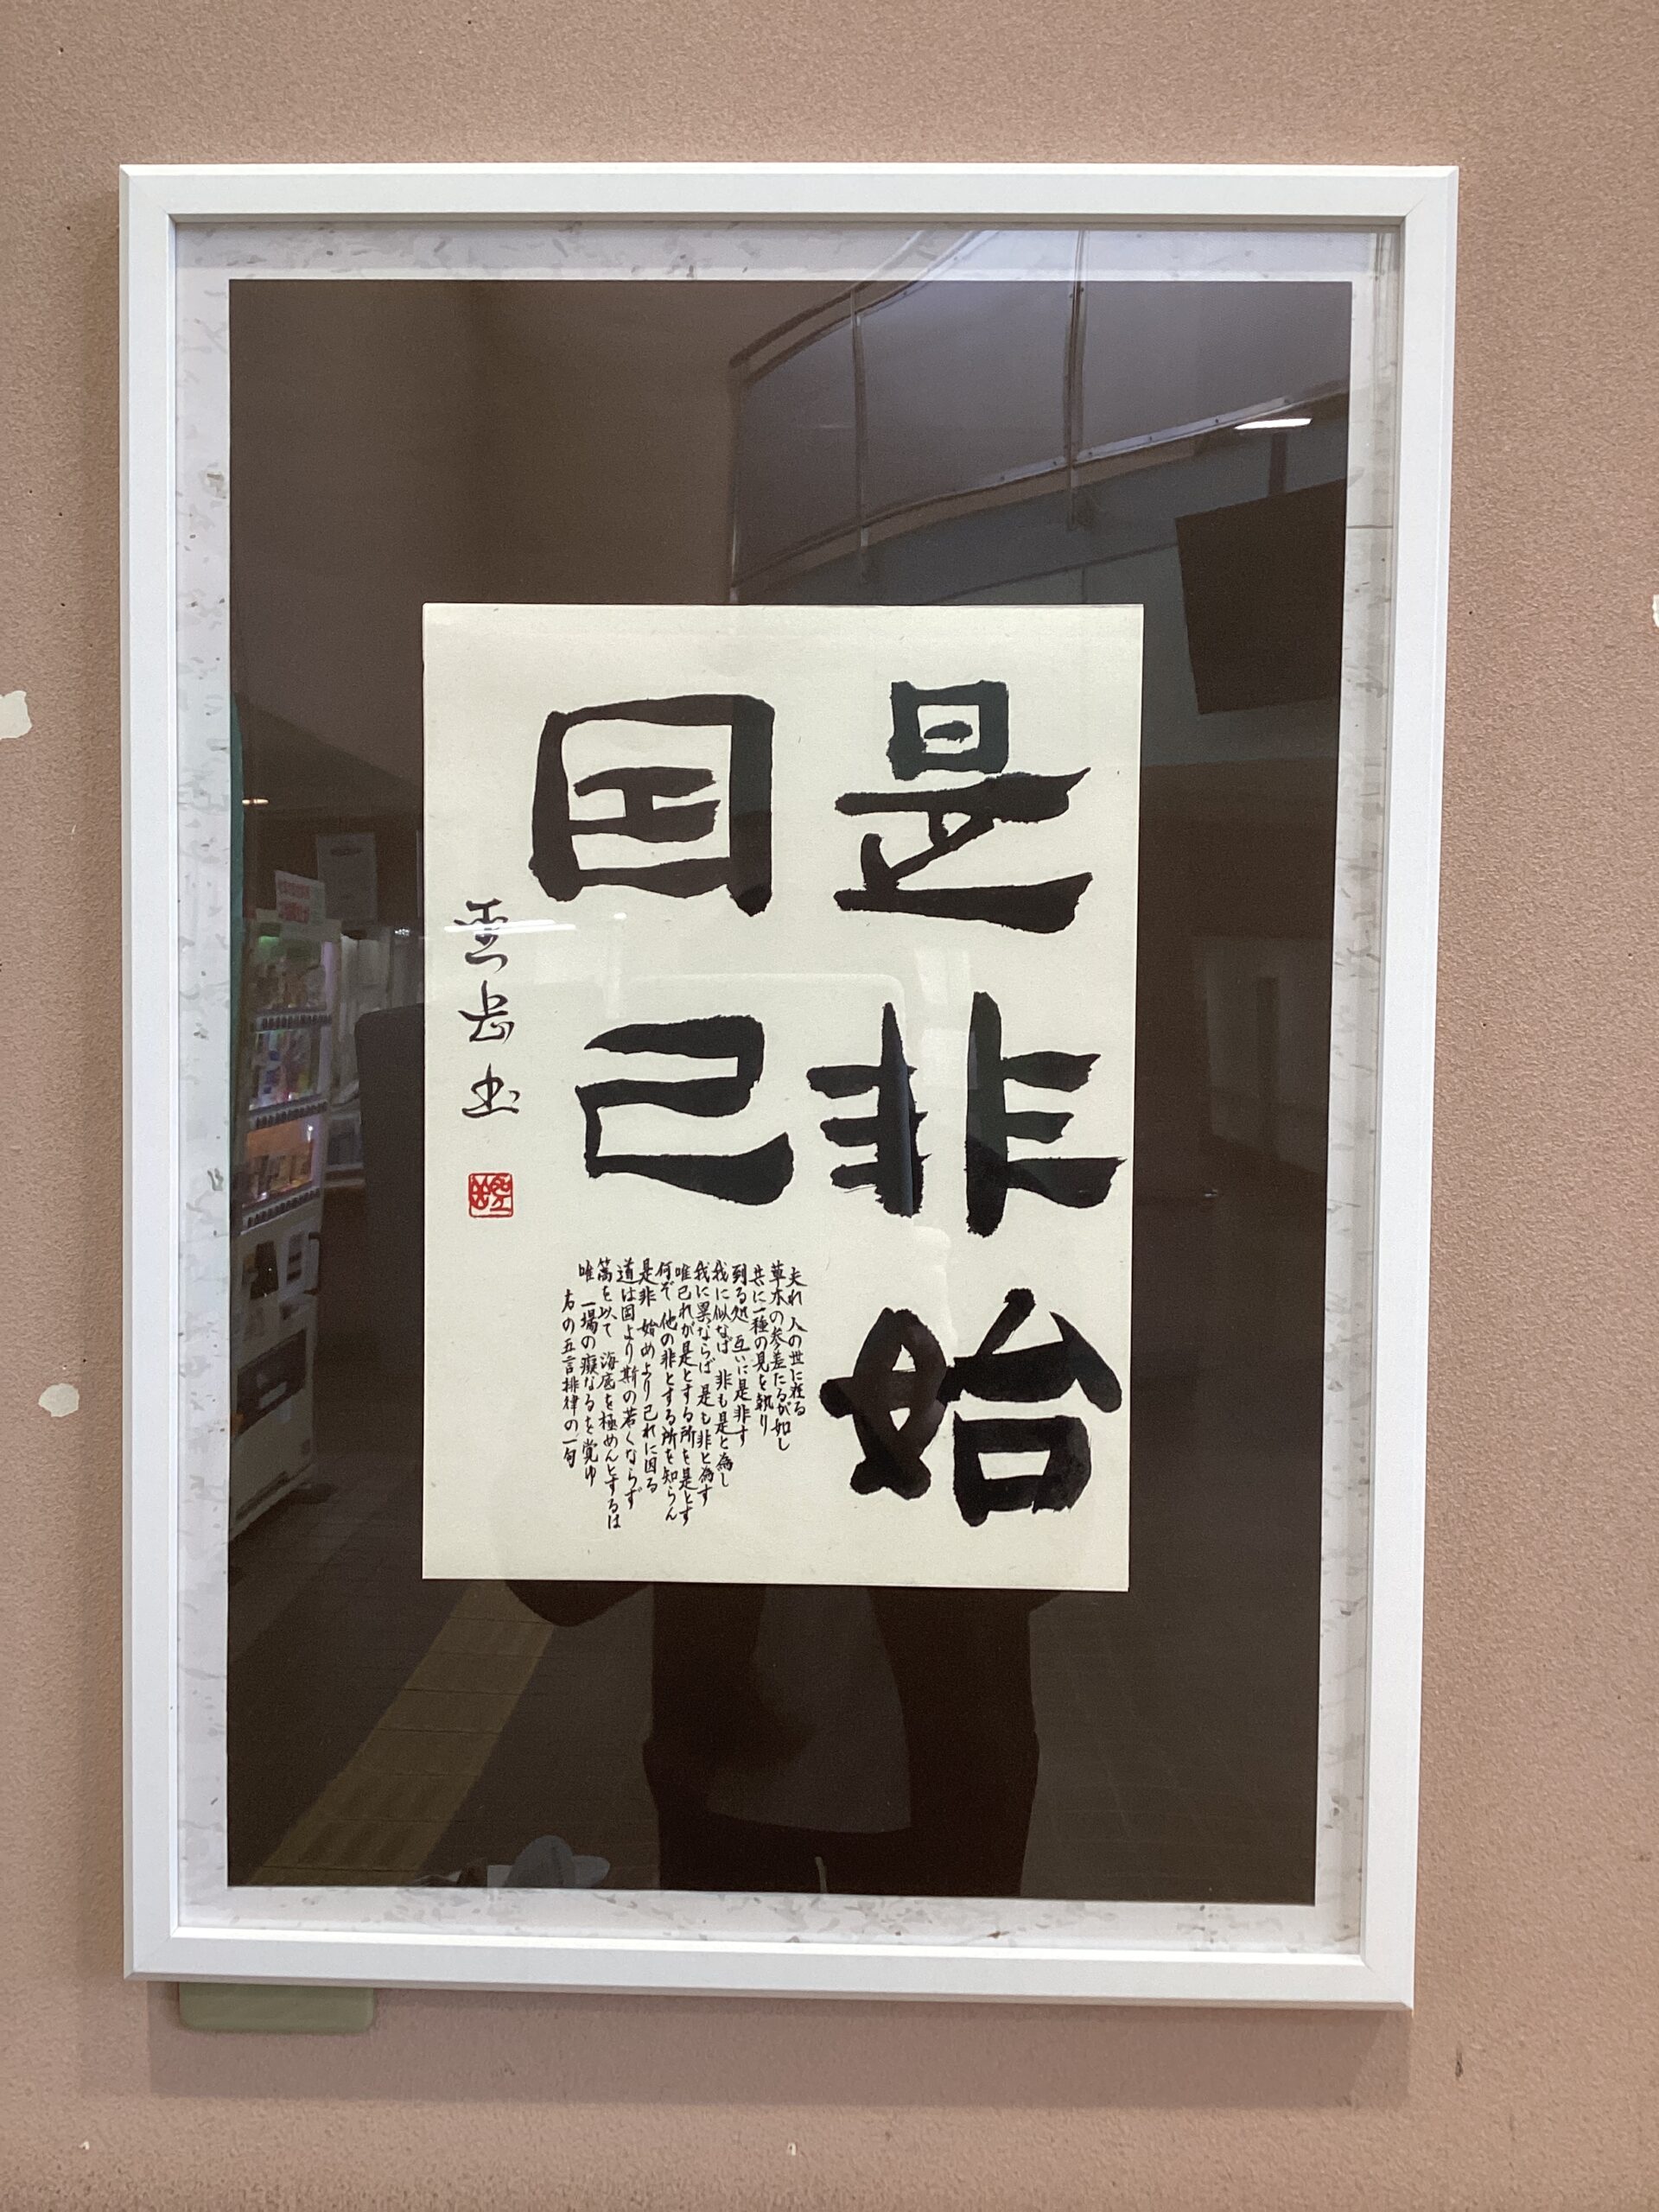 是非始
因己
夫れ 人の世に在る
草木の参差たるが如し
共に一種の見を執り
到る処 互いに是非す
我に似なば 非も是と為し
我に異ならば 是も非と為す
唯己れが是とする所を是とす
何ぞ 他の非とする所を知らん
是非 始めより己れに因る
道は固より斯の若くならず
篙を以て 海底を極めんとするは
唯 一場の癡なるを覚ゆ
右の五言排律の一句